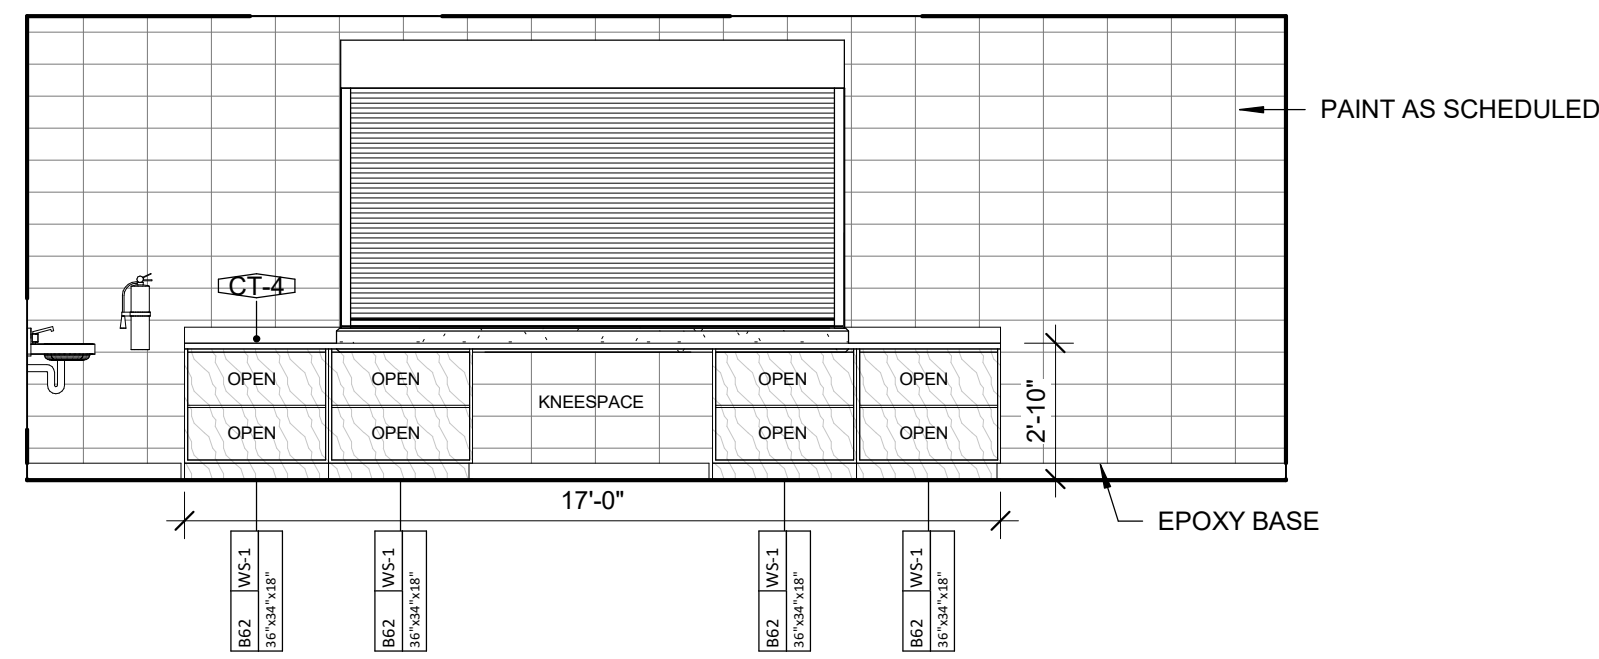 PAINT AS SCHEDULED
CT-4
OPEN
OPEN
OPEN
OPEN
KNEESPACE
OPEN
OPEN
OPEN
OPEN
2'-10"
17'-0"
EPOXY BASE
B62 WS-1
36"x34"x18"
B62 WS-1
36"x34"x18"
B62 WS-1
36"x34"x18"
B62 WS-1
36"x34"x18"